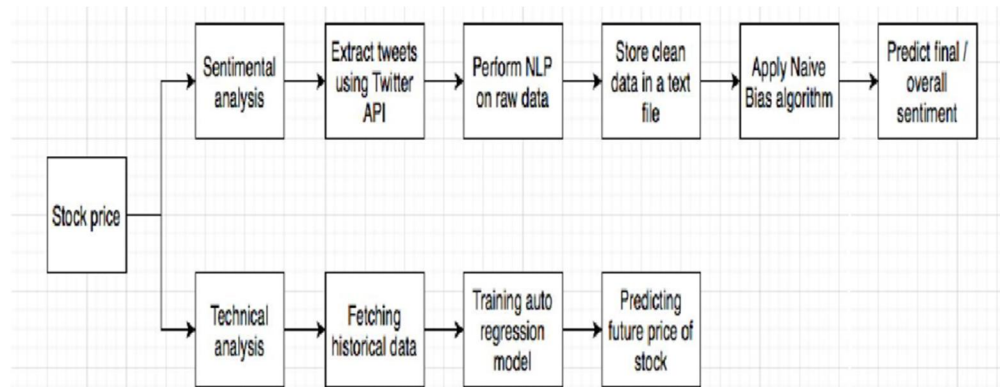 Sentimental
analysis
Extract tweets
using Twitter
API
Perform NLP
on raw data
Store clean
data in a text
file
Apply Naive
Bias algorithm
Predict final /
overall
sentiment
Stock price
Technical
analysis
Fetching
historical data
Training auto
regression
model
Predicting
future price of
stock